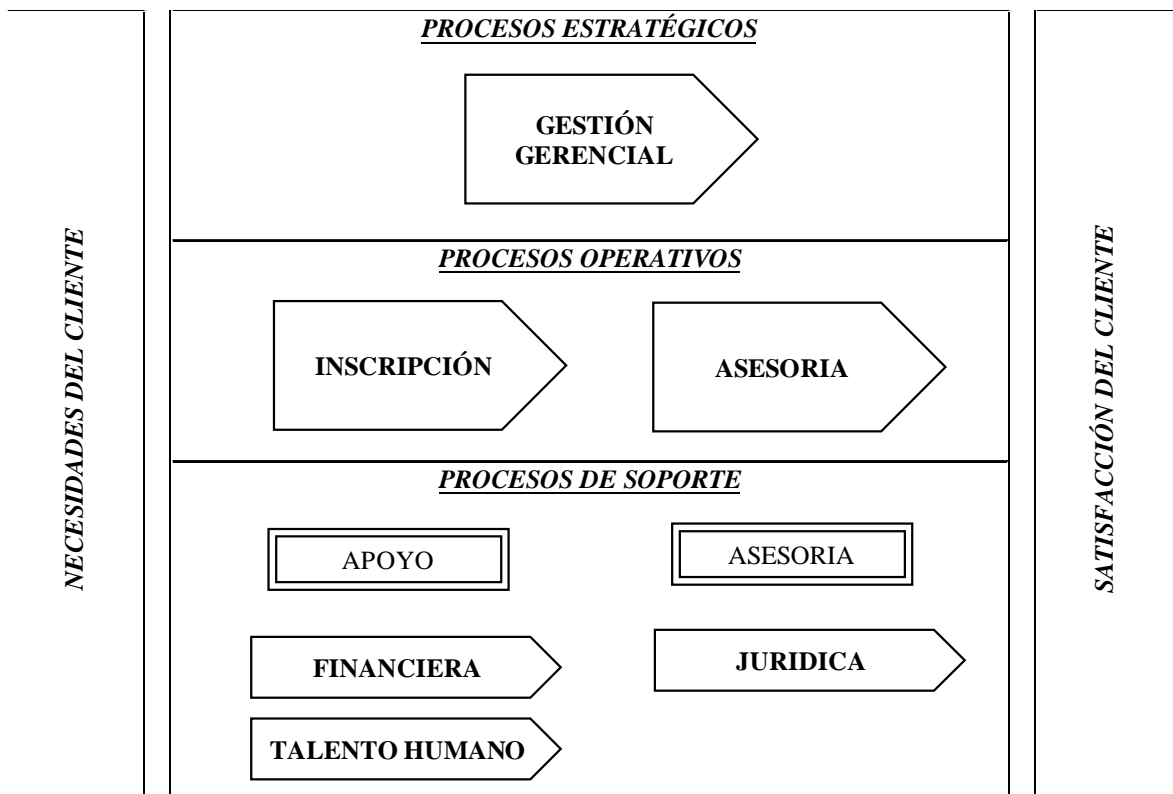 NECESIDADES DEL CLIENTE
PROCESOS ESTRATÉGICOS
GESTIÓN
GERENCIAL
PROCESOS OPERATIVOS
INSCRIPCIÓN
ASESORIA
PROCESOS DE SOPORTE
APOYO
ASESORIA
FINANCIERA
JURIDICA
TALENTO HUMANO
SATISFACCIÓN DEL CLIENTE